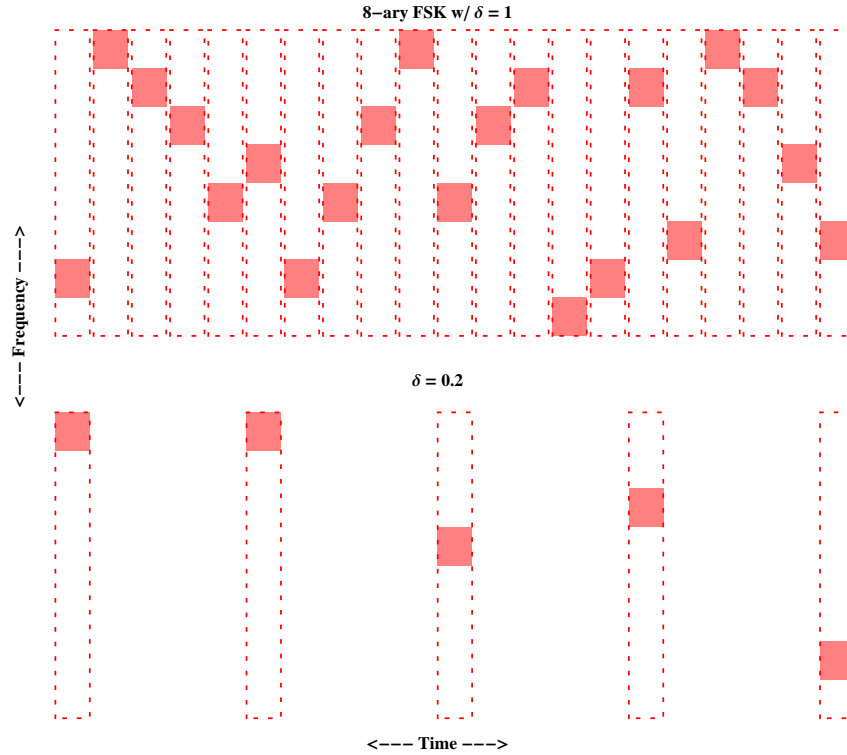 8-ary FSK w/ δ = 1
<--- Frequency --->
δ = 0.2
<--- Time --->